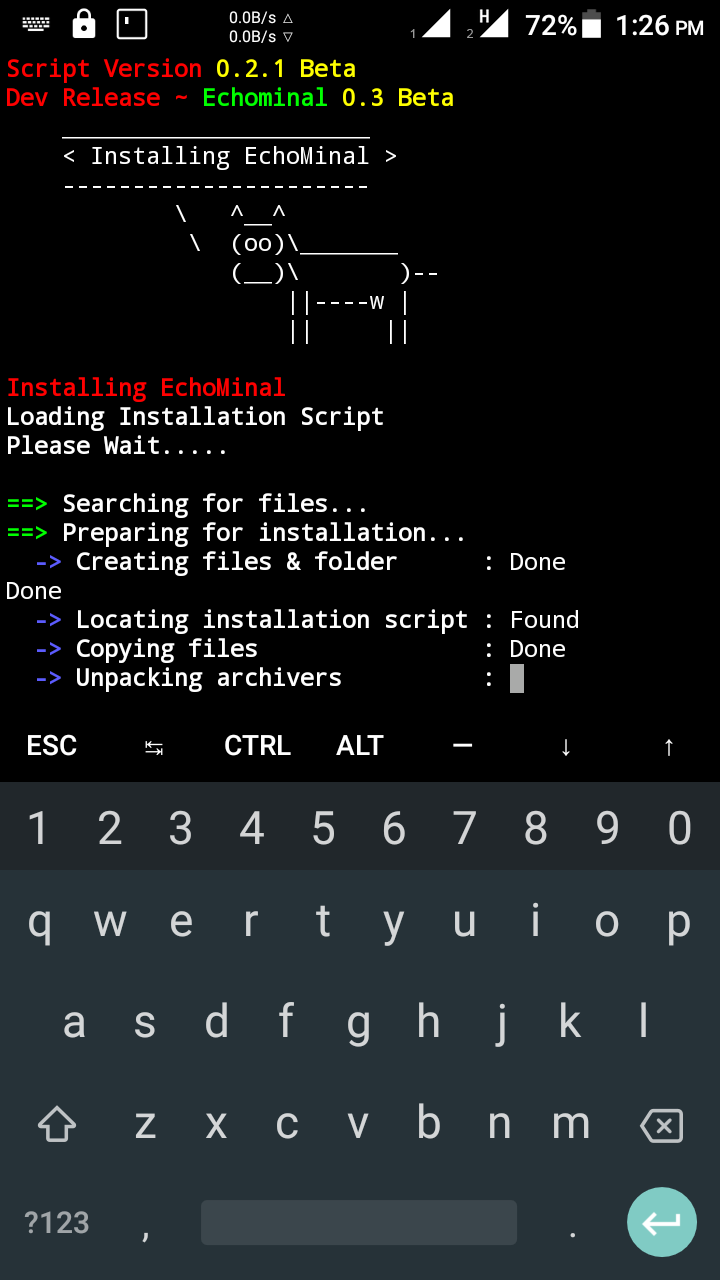 0.0B/s △
0.0B/s ▽
1
2 H
72%
1:26 PM
Script Version 0.2.1 Beta
Dev Release ~ Echominal 0.3 Beta
______________________
< Installing EchoMinal >
----------------------
\   ^__^
 \  (oo)\_______
    (__)\       )--
        ||----w |
        ||     ||
Installing EchoMinal
Loading Installation Script
Please Wait.....
==> Searching for files...
==> Preparing for installation...
  -> Creating files & folder      : Done
Done
  -> Locating installation script : Found
  -> Copying files                : Done
  -> Unpacking archivers          :
ESC ↹ CTRL ALT — ↓ ↑
1 2 3 4 5 6 7 8 9 0
q w e r t y u i o p
a s d f g h j k l
z x c v b n m
?123 , .